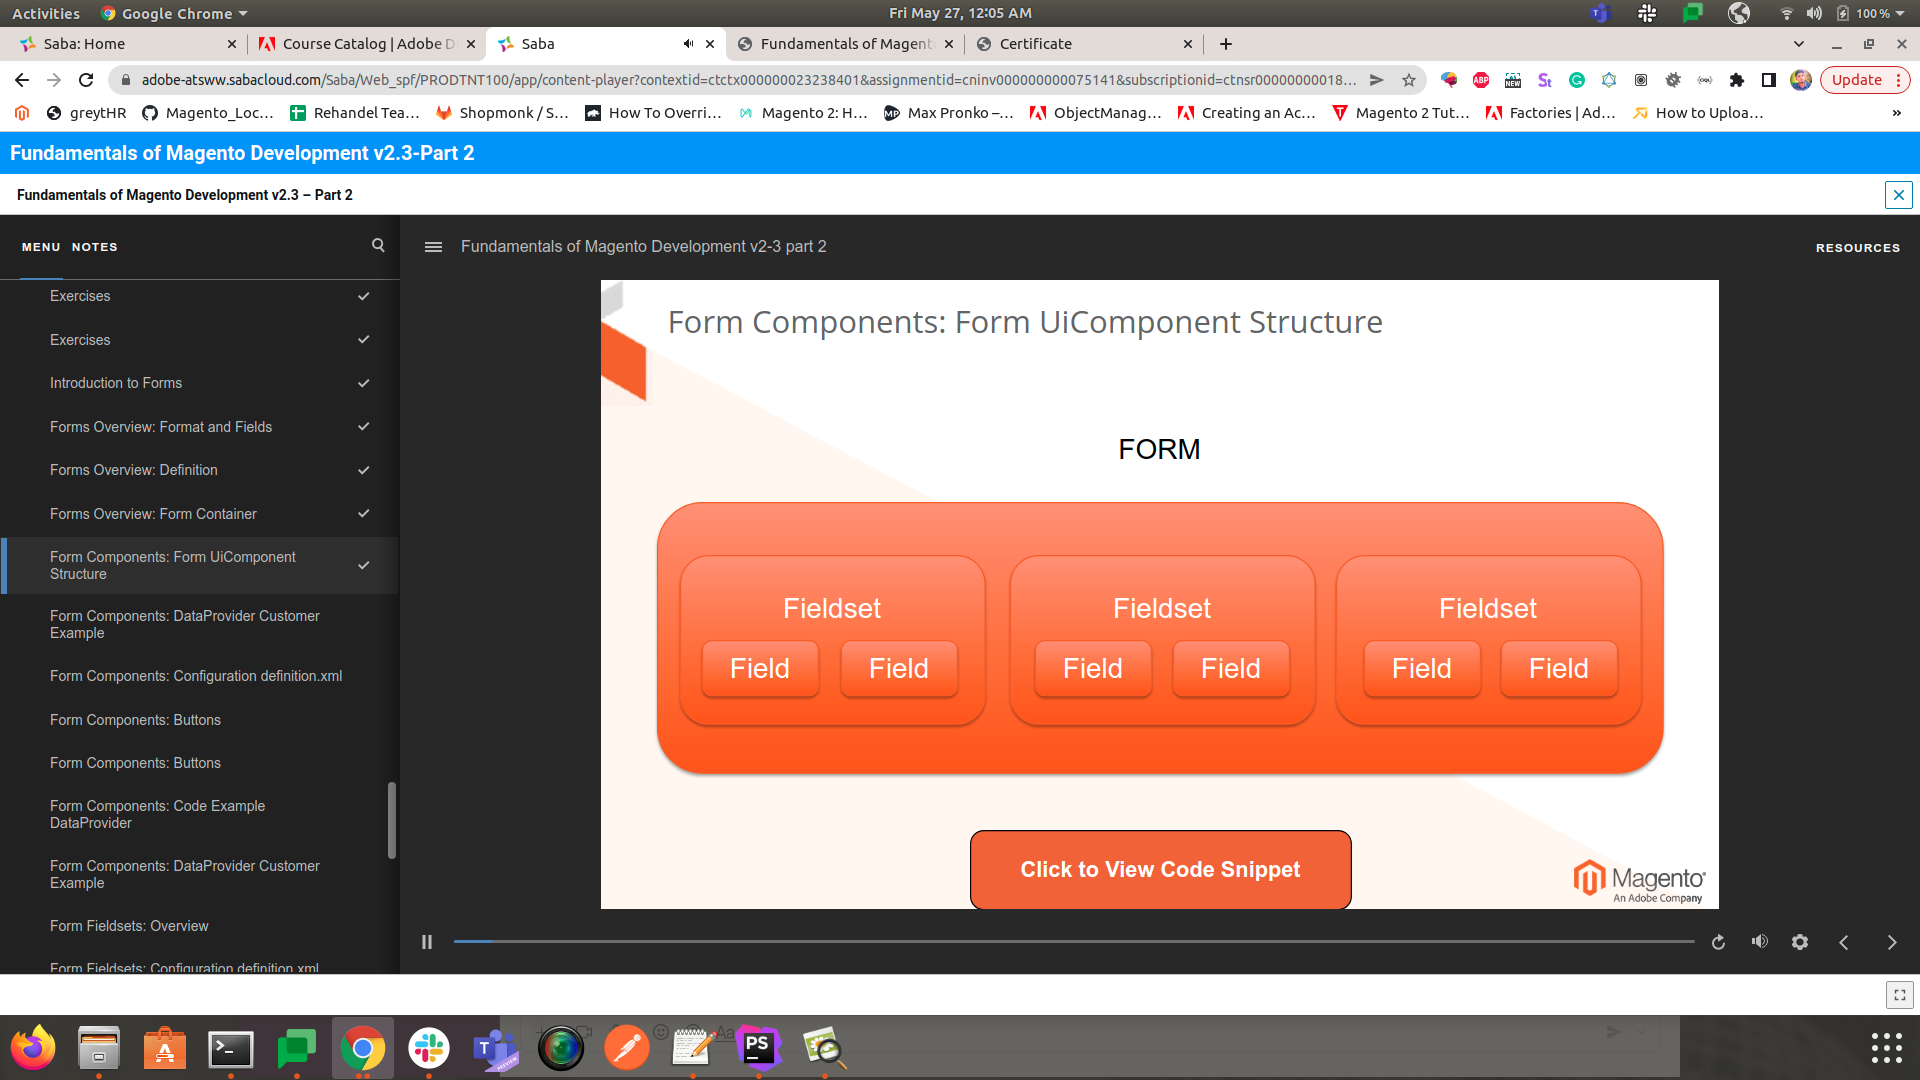 Activities
Google Chrome
Fri May 27, 12:05 AM
100 %
Saba: Home
Course Catalog | Adobe D
Saba
Fundamentals of Magent
Certificate
adobe-atsww.sabacloud.com/Saba/Web_spf/PRODTNT100/app/content-player?contextid=ctctx000000023238401&assignmentid=cninv000000000075141&subscriptionid=ctnsr00000000018...
ABP
NEW
Update
greytHR
Magento_Loc...
Rehandel Tea...
Shopmonk / S...
How To Overri...
Magento 2: H...
Max Pronko –...
ObjectManag...
Creating an Ac...
Magento 2 Tut...
Factories | Ad...
How to Uploa...
Fundamentals of Magento Development v2.3-Part 2
Fundamentals of Magento Development v2.3 – Part 2
MENU
NOTES
Fundamentals of Magento Development v2-3 part 2
RESOURCES
Exercises
Exercises
Introduction to Forms
Forms Overview: Format and Fields
Forms Overview: Definition
Forms Overview: Form Container
Form Components: Form UiComponent
Structure
Form Components: DataProvider Customer
Example
Form Components: Configuration definition.xml
Form Components: Buttons
Form Components: Buttons
Form Components: Code Example
DataProvider
Form Components: DataProvider Customer
Example
Form Fieldsets: Overview
Form Fieldsets: Configuration definition.xml
Form Components: Form UiComponent Structure
FORM
Fieldset
Fieldset
Fieldset
Field
Field
Field
Field
Field
Field
Click to View Code Snippet
Magento
An Adobe Company
PS